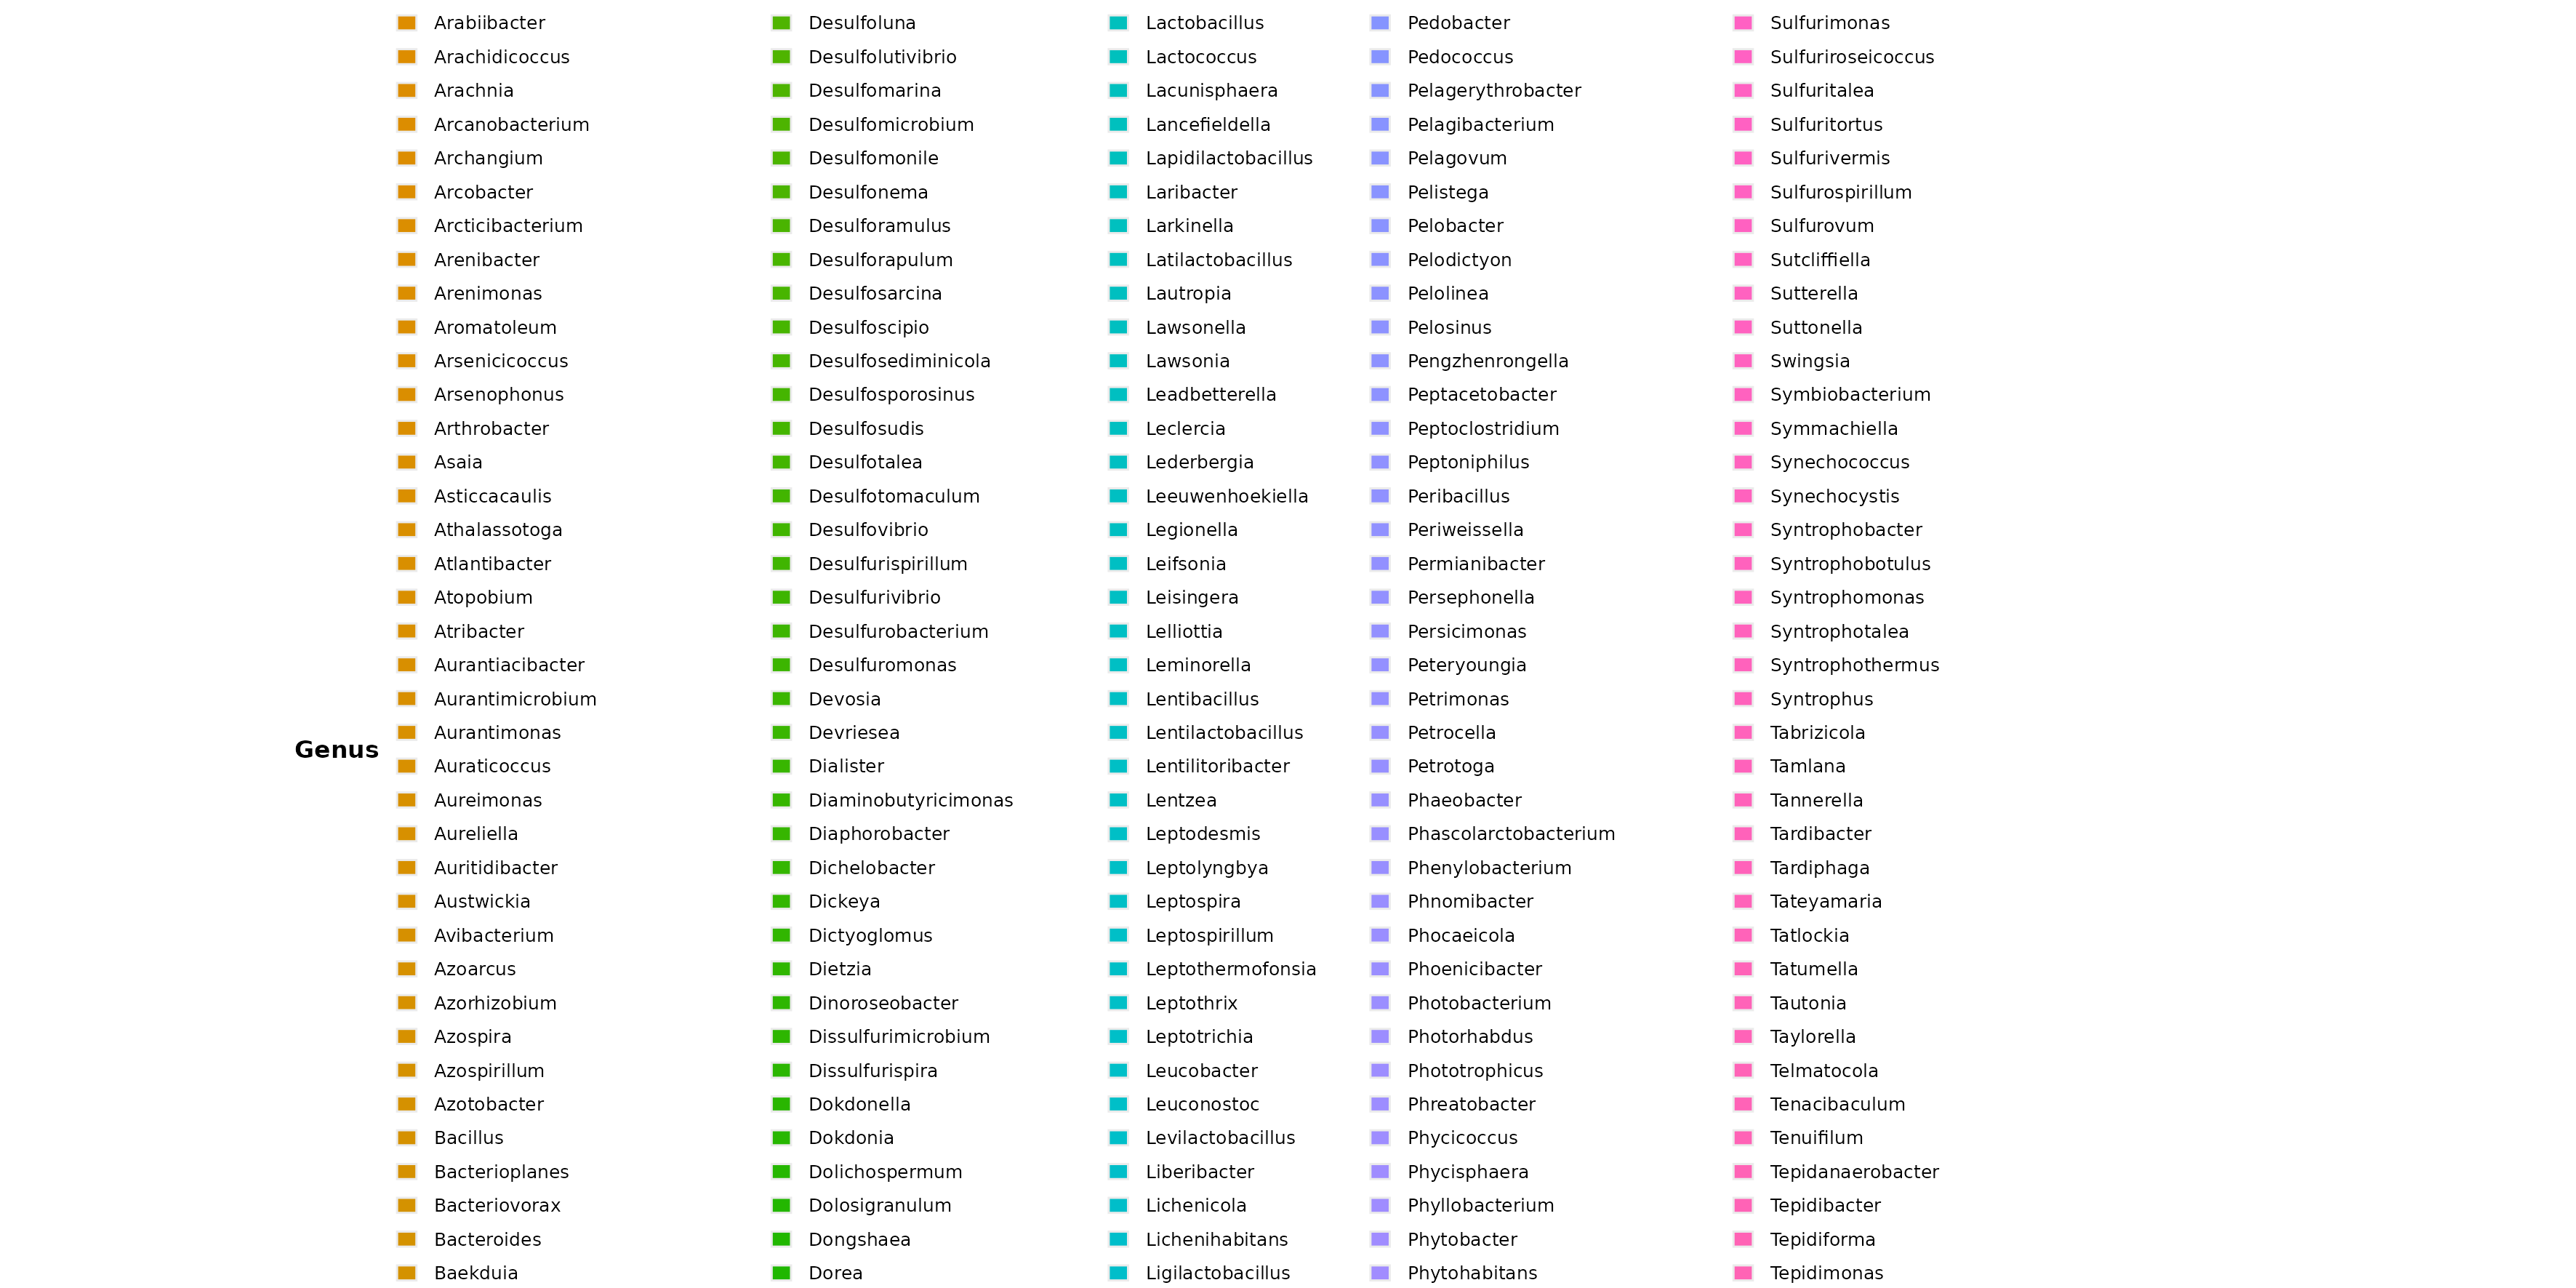 Genus
Arabiibacter
Arachidicoccus
Arachnia
Arcanobacterium
Archangium
Arcobacter
Arcticibacterium
Arenibacter
Arenimonas
Aromatoleum
Arsenicicoccus
Arsenophonus
Arthrobacter
Asaia
Asticcacaulis
Athalassotoga
Atlantibacter
Atopobium
Atribacter
Aurantiacibacter
Aurantimicrobium
Aurantimonas
Auraticoccus
Aureimonas
Aureliella
Auritidibacter
Austwickia
Avibacterium
Azoarcus
Azorhizobium
Azospira
Azospirillum
Azotobacter
Bacillus
Bacterioplanes
Bacteriovorax
Bacteroides
Baekduia
Desulfoluna
Desulfolutivibrio
Desulfomarina
Desulfomicrobium
Desulfomonile
Desulfonema
Desulforamulus
Desulforapulum
Desulfosarcina
Desulfoscipio
Desulfosediminicola
Desulfosporosinus
Desulfosudis
Desulfotalea
Desulfotomaculum
Desulfovibrio
Desulfurispirillum
Desulfurivibrio
Desulfurobacterium
Desulfuromonas
Devosia
Devriesea
Dialister
Diaminobutyricimonas
Diaphorobacter
Dichelobacter
Dickeya
Dictyoglomus
Dietzia
Dinoroseobacter
Dissulfurimicrobium
Dissulfurispira
Dokdonella
Dokdonia
Dolichospermum
Dolosigranulum
Dongshaea
Dorea
Lactobacillus
Lactococcus
Lacunisphaera
Lancefieldella
Lapidilactobacillus
Laribacter
Larkinella
Latilactobacillus
Lautropia
Lawsonella
Lawsonia
Leadbetterella
Leclercia
Lederbergia
Leeuwenhoekiella
Legionella
Leifsonia
Leisingera
Lelliottia
Leminorella
Lentibacillus
Lentilactobacillus
Lentilitoribacter
Lentzea
Leptodesmis
Leptolyngbya
Leptospira
Leptospirillum
Leptothermofonsia
Leptothrix
Leptotrichia
Leucobacter
Leuconostoc
Levilactobacillus
Liberibacter
Lichenicola
Lichenihabitans
Ligilactobacillus
Pedobacter
Pedococcus
Pelagerythrobacter
Pelagibacterium
Pelagovum
Pelistega
Pelobacter
Pelodictyon
Pelolinea
Pelosinus
Pengzhenrongella
Peptacetobacter
Peptoclostridium
Peptoniphilus
Peribacillus
Periweissella
Permianibacter
Persephonella
Persicimonas
Peteryoungia
Petrimonas
Petrocella
Petrotoga
Phaeobacter
Phascolarctobacterium
Phenylobacterium
Phnomibacter
Phocaeicola
Phoenicibacter
Photobacterium
Photorhabdus
Phototrophicus
Phreatobacter
Phycicoccus
Phycisphaera
Phyllobacterium
Phytobacter
Phytohabitans
Sulfurimonas
Sulfuriroseicoccus
Sulfuritalea
Sulfuritortus
Sulfurivermis
Sulfurospirillum
Sulfurovum
Sutcliffiella
Sutterella
Suttonella
Swingsia
Symbiobacterium
Symmachiella
Synechococcus
Synechocystis
Syntrophobacter
Syntrophobotulus
Syntrophomonas
Syntrophotalea
Syntrophothermus
Syntrophus
Tabrizicola
Tamlana
Tannerella
Tardibacter
Tardiphaga
Tateyamaria
Tatlockia
Tatumella
Tautonia
Taylorella
Telmatocola
Tenacibaculum
Tenuifilum
Tepidanaerobacter
Tepidibacter
Tepidiforma
Tepidimonas